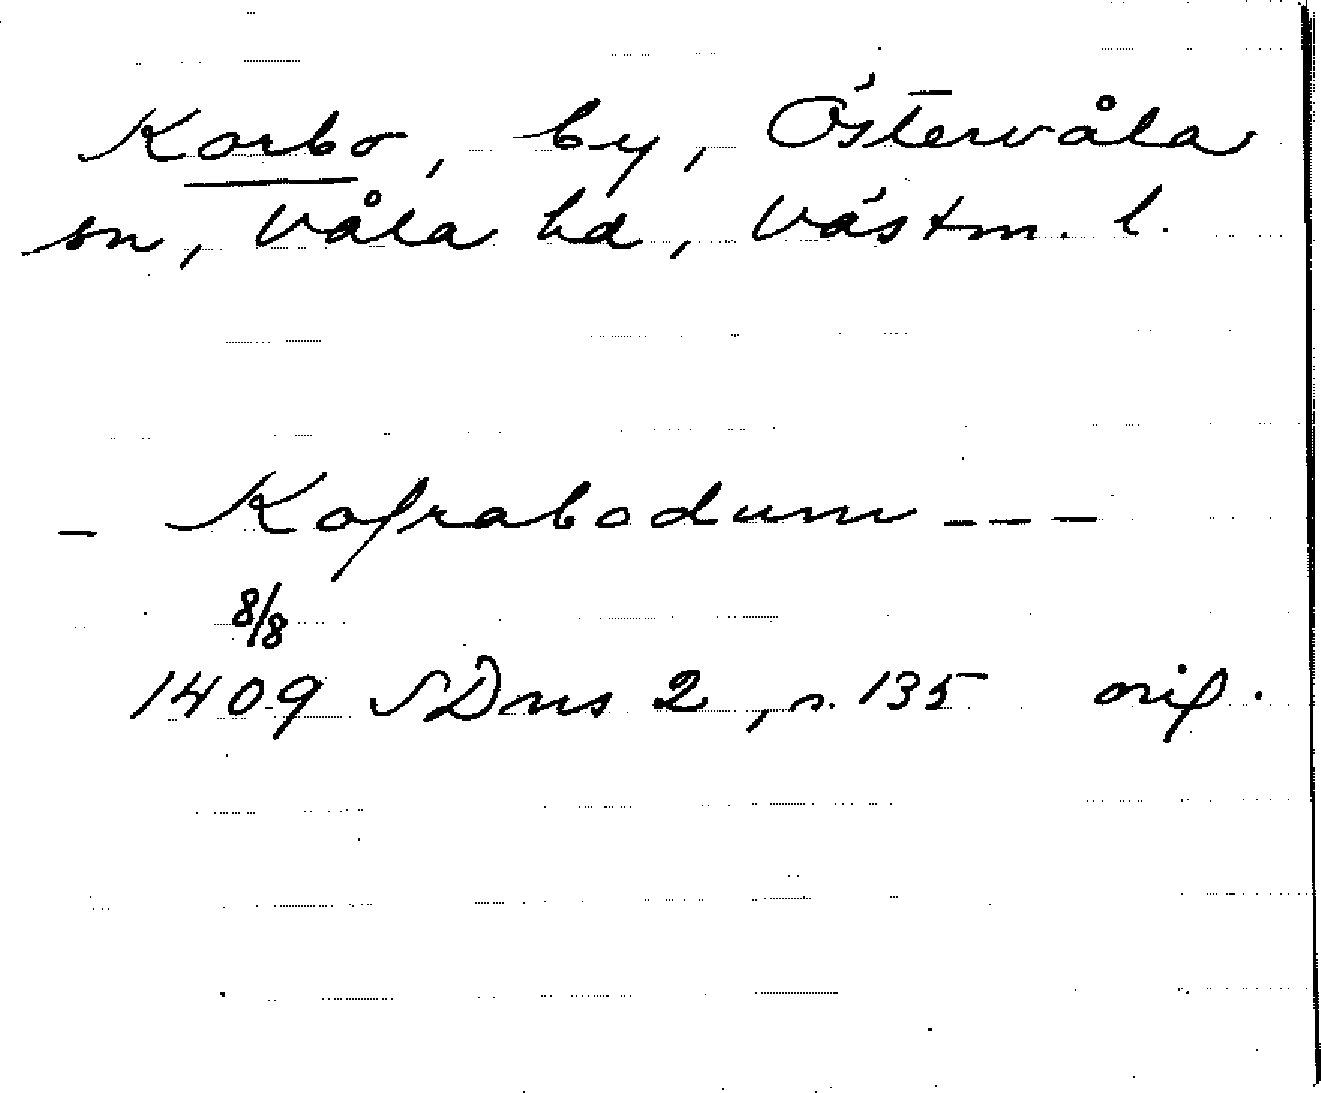 Korbo, by, Östervåla
sn, Våla hd, Västm. l.
- Kofrabodum ---
8/8
1409 SDns 2, s. 135 orig.